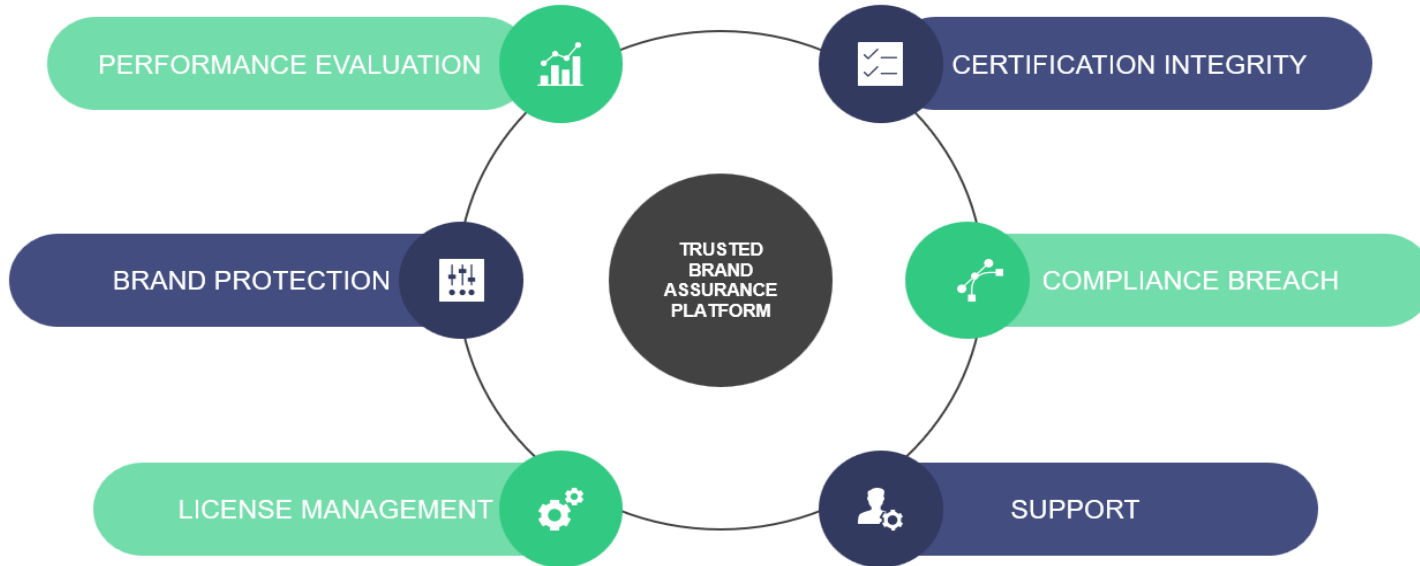 PERFORMANCE EVALUATION
CERTIFICATION INTEGRITY
BRAND PROTECTION
TRUSTED
BRAND
ASSURANCE
PLATFORM
COMPLIANCE BREACH
LICENSE MANAGEMENT
SUPPORT